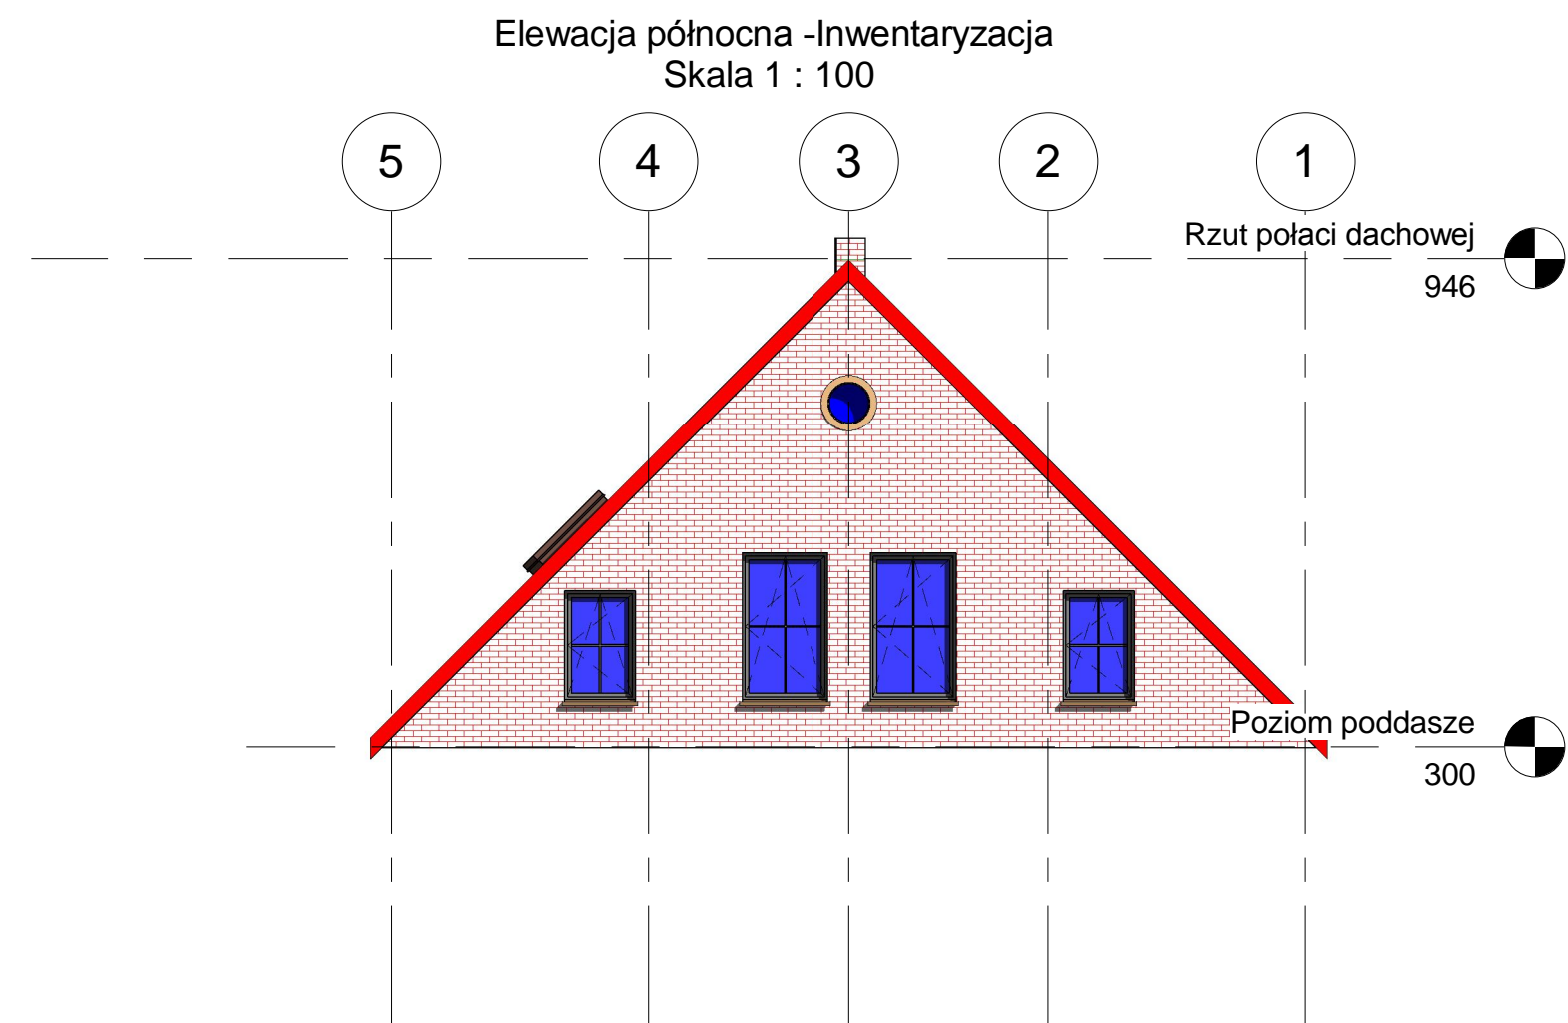 Elewacja północna -Inwentaryzacja
Skala 1 : 100
5 4 3 2 1
Rzut połaci dachowej
946
Poziom poddasze
300